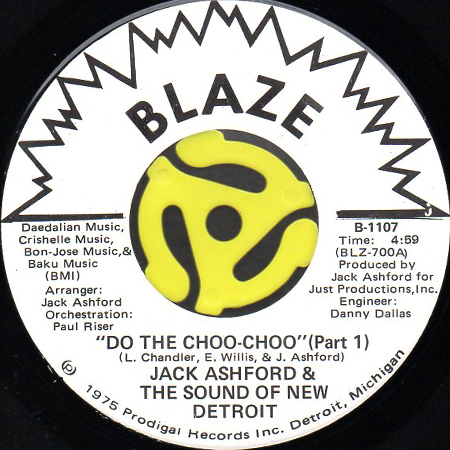 BLAZE
Daedalian Music,
Crishelle Music,
Bon-Jose Music,&
Baku Music
(BMI)
Arranger:
Jack Ashford
Orchestration:
Paul Riser
B-1107
Time: 4:59
(BLZ-700A)
Produced by
Jack Ashford for
Just Productions,Inc.
Engineer:
Danny Dallas
"DO THE CHOO-CHOO"(Part 1)
(L. Chandler, E. Willis, & J. Ashford)
JACK ASHFORD &
THE SOUND OF NEW
DETROIT
℗ 1975 Prodigal Records Inc. Detroit, Michigan